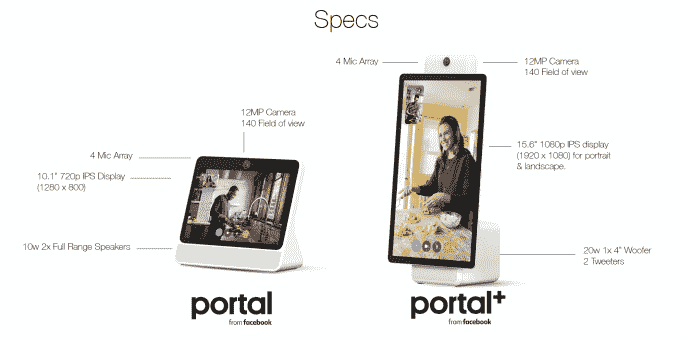 Specs
4 Mic Array
12MP Camera
140 Field of view
12MP Camera
140 Field of view
15.6" 1080p IPS display
(1920 x 1080) for portrait
& landscape.
4 Mic Array
10.1" 720p IPS Display
(1280 x 800)
10w 2x Full Range Speakers
20w 1x 4" Woofer
2 Tweeters
portal
from facebook
portal+
from facebook